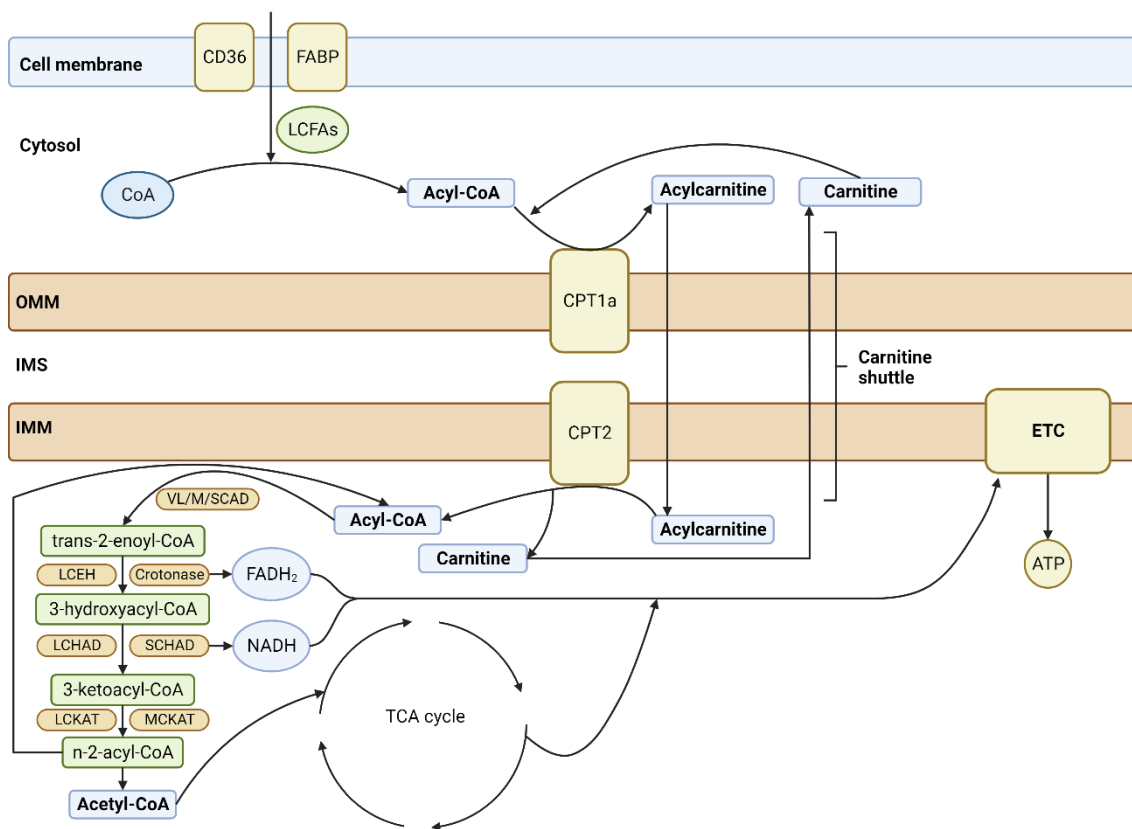 CD36
FABP
Cell membrane
LCFAs
Cytosol
CoA
Acyl-CoA
Acylcarnitine
Carnitine
OMM
CPT1a
IMS
Carnitine
shuttle
IMM
CPT2
ETC
VL/M/SCAD
Acyl-CoA
Acylcarnitine
trans-2-enoyl-CoA
Carnitine
ATP
LCEH
Crotonase
FADH₂
3-hydroxyacyl-CoA
LCHAD
SCHAD
NADH
3-ketoacyl-CoA
LCKAT
MCKAT
TCA cycle
n-2-acyl-CoA
Acetyl-CoA